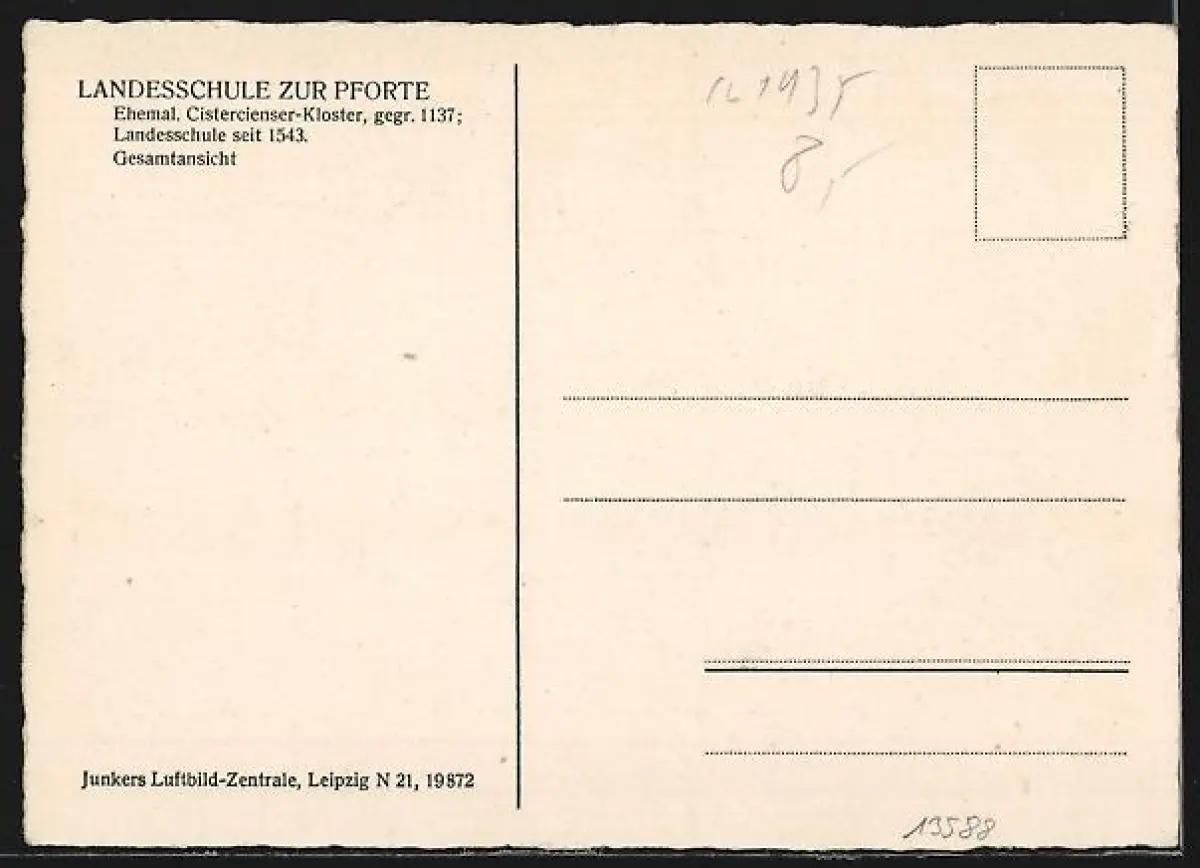 LANDESSCHULE ZUR PFORTE
Ehemal. Cistercienser-Kloster, gegr. 1137;
Landesschule seit 1543.
Gesamtansicht
1935
8,-
Junkers Luftbild-Zentrale, Leipzig N 21, 19872
13588